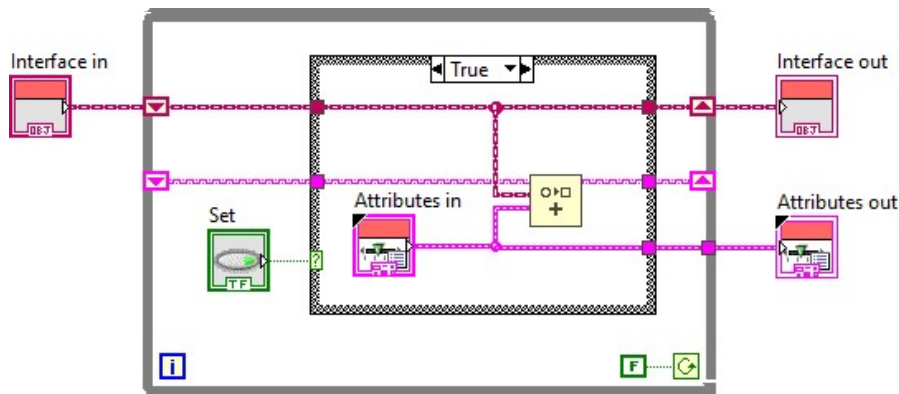 Interface in
Interface out
True
OBJ
OBJ
Set
Attributes in
Attributes out
?
TF
i
F